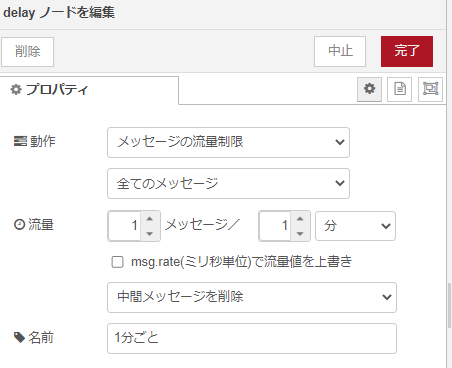 delay ノードを編集
削除 中止 完了
プロパティ
動作 メッセージの流量制限
全てのメッセージ
流量 1 メッセージ／ 1 分
msg.rate(ミリ秒単位)で流量値を上書き
中間メッセージを削除
名前 1分ごと